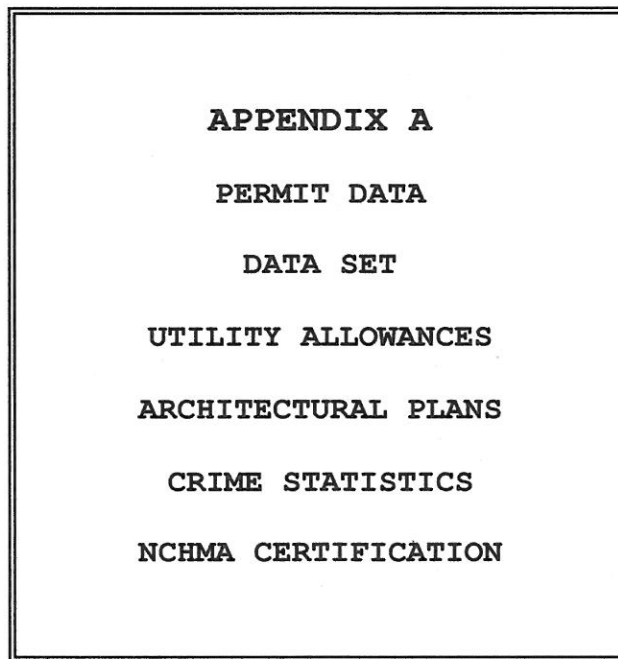 APPENDIX A
PERMIT DATA
DATA SET
UTILITY ALLOWANCES
ARCHITECTURAL PLANS
CRIME STATISTICS
NCHMA CERTIFICATION